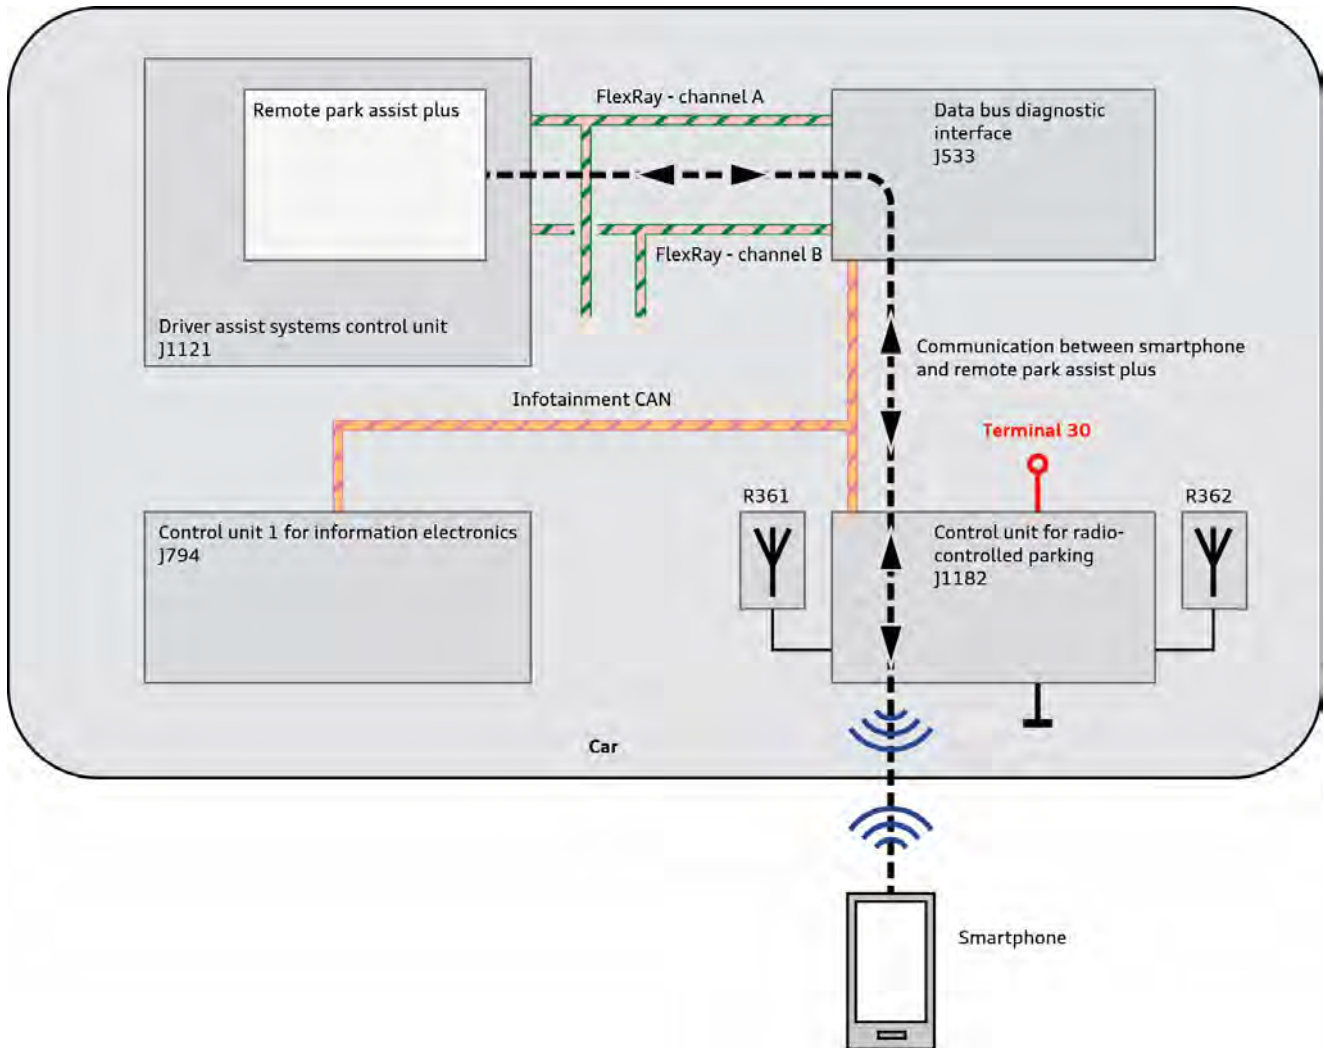 Remote park assist plus
FlexRay - channel A
Data bus diagnostic
interface
J533
FlexRay - channel B
Driver assist systems control unit
J1121
Communication between smartphone
and remote park assist plus
Infotainment CAN
Terminal 30
R361
R362
Control unit 1 for information electronics
J794
Control unit for radio-
controlled parking
J1182
Car
Smartphone